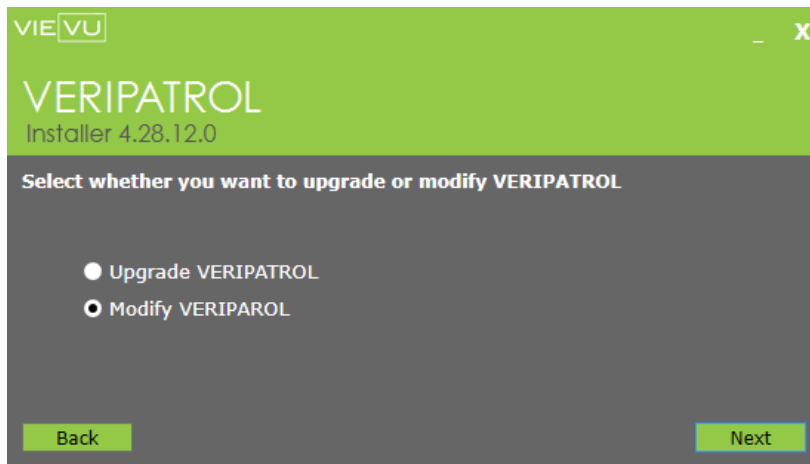 VIEVU
_ X
VERIPATROL
Installer 4.28.12.0
Select whether you want to upgrade or modify VERIPATROL
Upgrade VERIPATROL
Modify VERIPAROL
Back Next